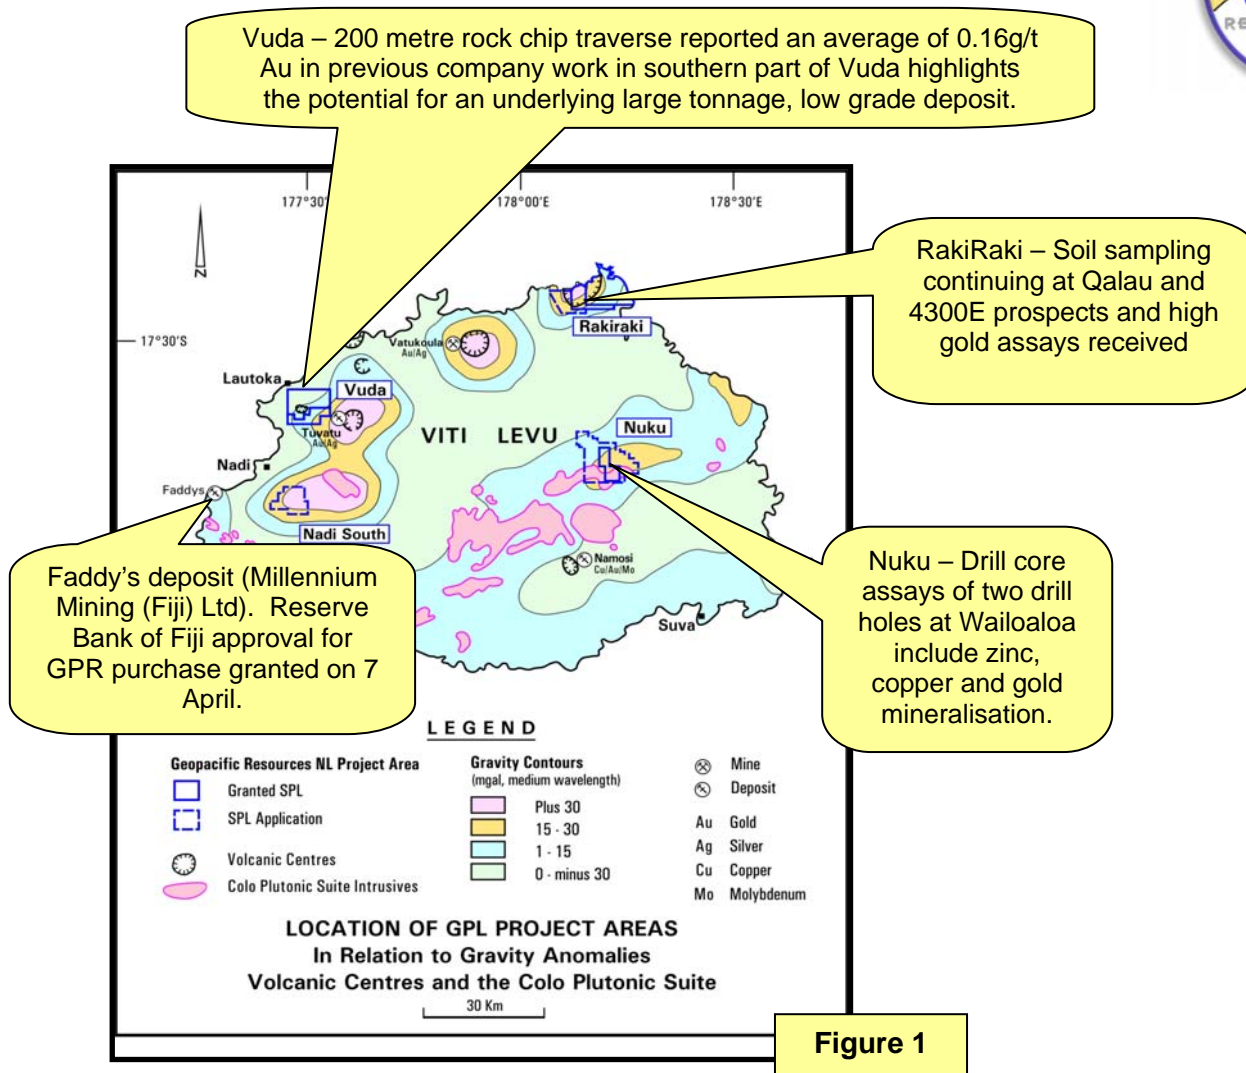 RE
Vuda – 200 metre rock chip traverse reported an average of 0.16g/t
Au in previous company work in southern part of Vuda highlights
the potential for an underlying large tonnage, low grade deposit.
178°00'E
178°30'E
N
RakiRaki – Soil sampling
continuing at Qalau and
4300E prospects and high
gold assays received
Rakiraki
17°30'S
Vatukoula
Au/Ag
Lautoka
Vuda
Tuvatu
Au/Ag
VITI LEVU
Nuku
Nadi
Faddys
Nadi South
Namosi
Cu/Au/Mo
Suva
Faddy's deposit (Millennium
Mining (Fiji) Ltd). Reserve
Bank of Fiji approval for
GPR purchase granted on 7
April.
Nuku – Drill core
assays of two drill
holes at Wailoaloa
include zinc,
copper and gold
mineralisation.
LEGEND
Geopacific Resources NL Project Area
Granted SPL
SPL Application
Volcanic Centres
Colo Plutonic Suite Intrusives
Gravity Contours
(mgal, medium wavelength)
Plus 30
15 - 30
1 - 15
0 - minus 30
Mine
Deposit
Au Gold
Ag Silver
Cu Copper
Mo Molybdenum
LOCATION OF GPL PROJECT AREAS
In Relation to Gravity Anomalies
Volcanic Centres and the Colo Plutonic Suite
30 Km
Figure 1